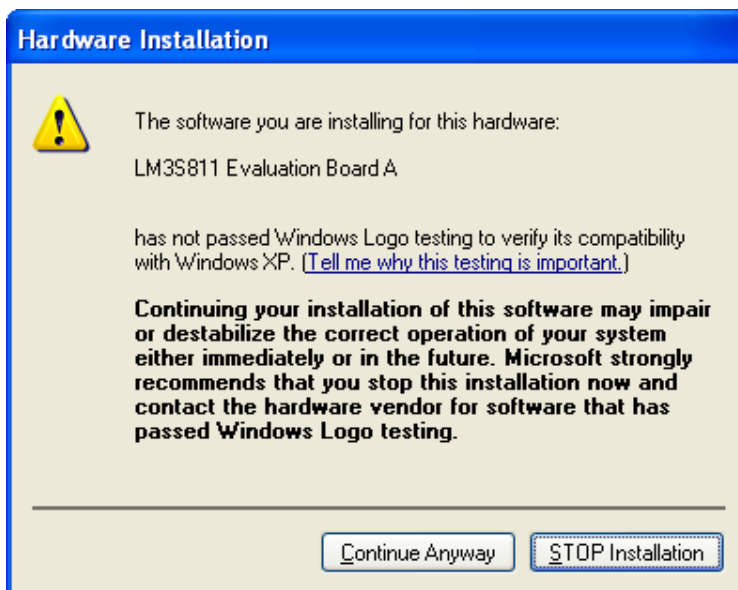 Hardware Installation
The software you are installing for this hardware:
LM3S811 Evaluation Board A
has not passed Windows Logo testing to verify its compatibility
with Windows XP. (Tell me why this testing is important.)
Continuing your installation of this software may impair
or destabilize the correct operation of your system
either immediately or in the future. Microsoft strongly
recommends that you stop this installation now and
contact the hardware vendor for software that has
passed Windows Logo testing.
Continue Anyway
STOP Installation